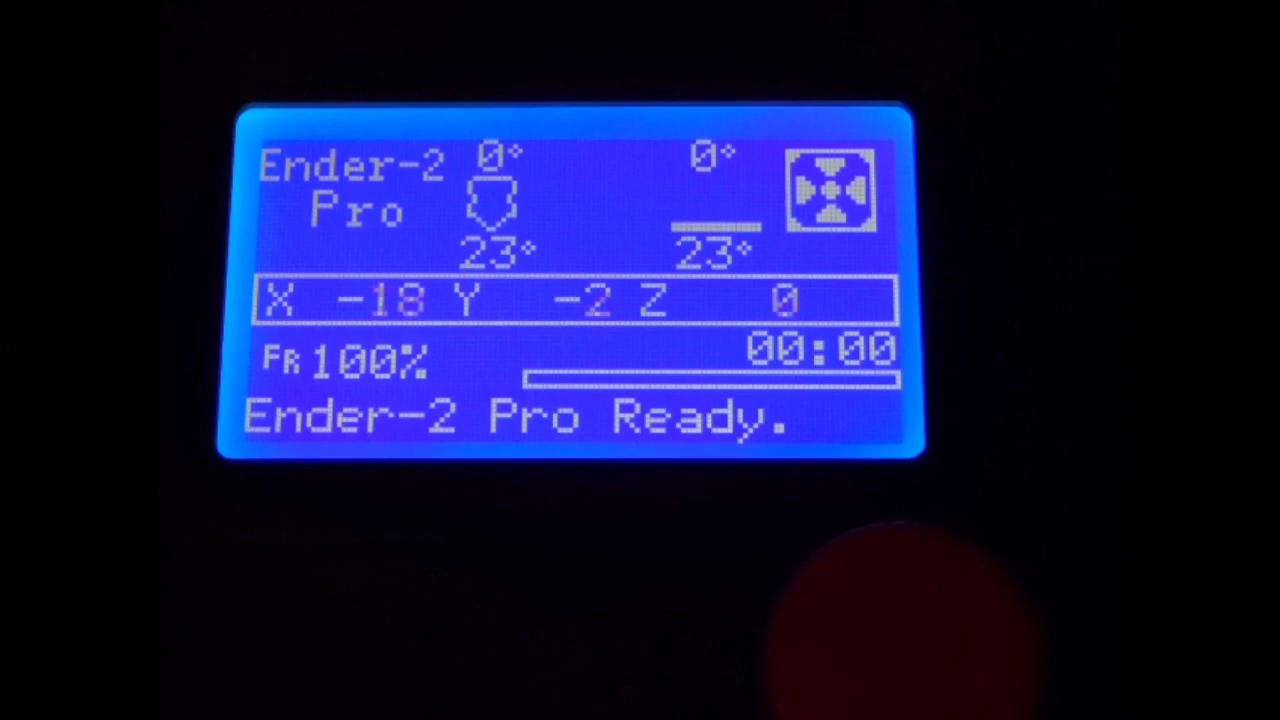 Ender-2 0° 0°
Pro
23° 23°
X -18 Y -2 Z 0
FR 100% 00:00
Ender-2 Pro Ready.